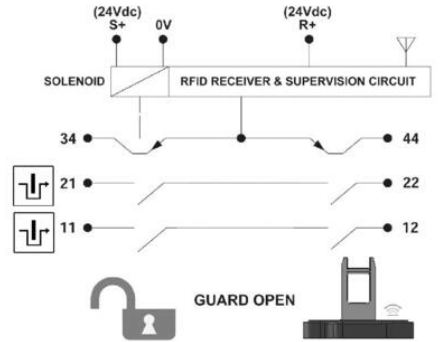 (24Vdc) (24Vdc)
S+ 0V R+
SOLENOID RFID RECEIVER & SUPERVISION CIRCUIT
34 44
21 22
11 12
GUARD OPEN